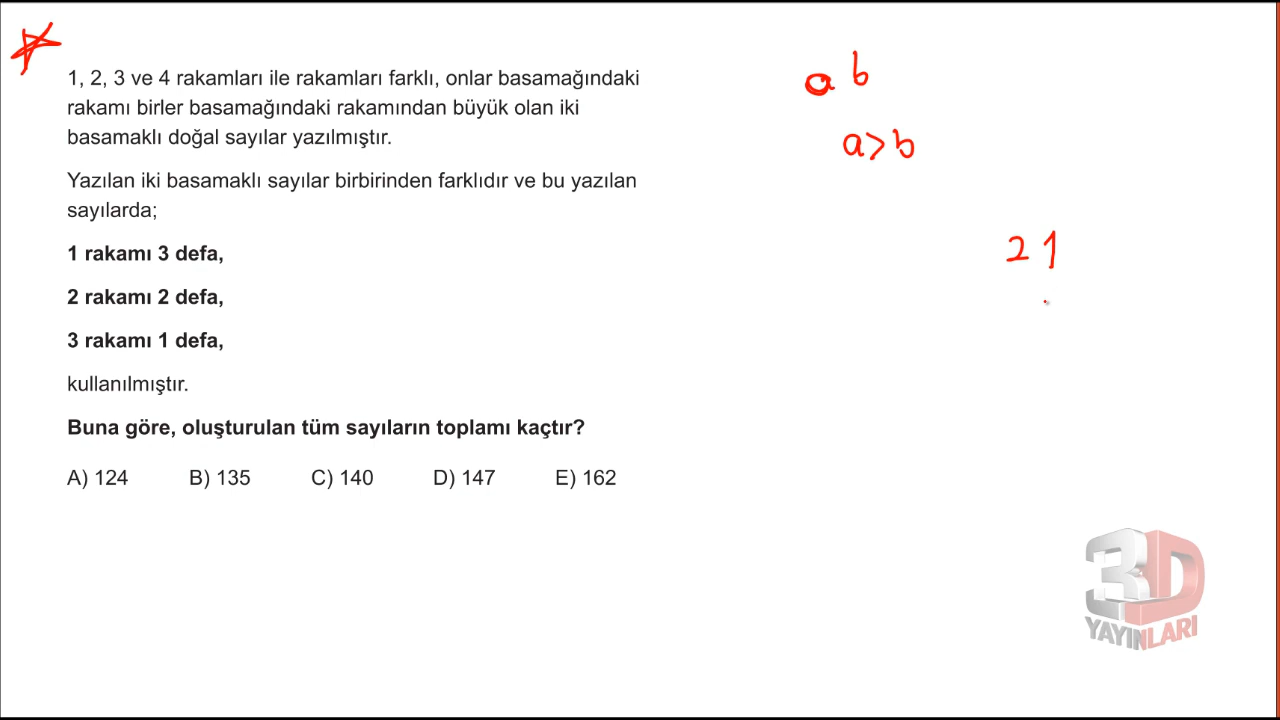 1, 2, 3 ve 4 rakamları ile rakamları farklı, onlar basamağındaki
rakamı birler basamağındaki rakamından büyük olan iki
basamaklı doğal sayılar yazılmıştır.
Yazılan iki basamaklı sayılar birbirinden farklıdır ve bu yazılan
sayılarda;
1 rakamı 3 defa,
2 rakamı 2 defa,
3 rakamı 1 defa,
kullanılmıştır.
Buna göre, oluşturulan tüm sayıların toplamı kaçtır?
A) 124 B) 135 C) 140 D) 147 E) 162
a b
a>b
2 1
3D
YAYINLARI